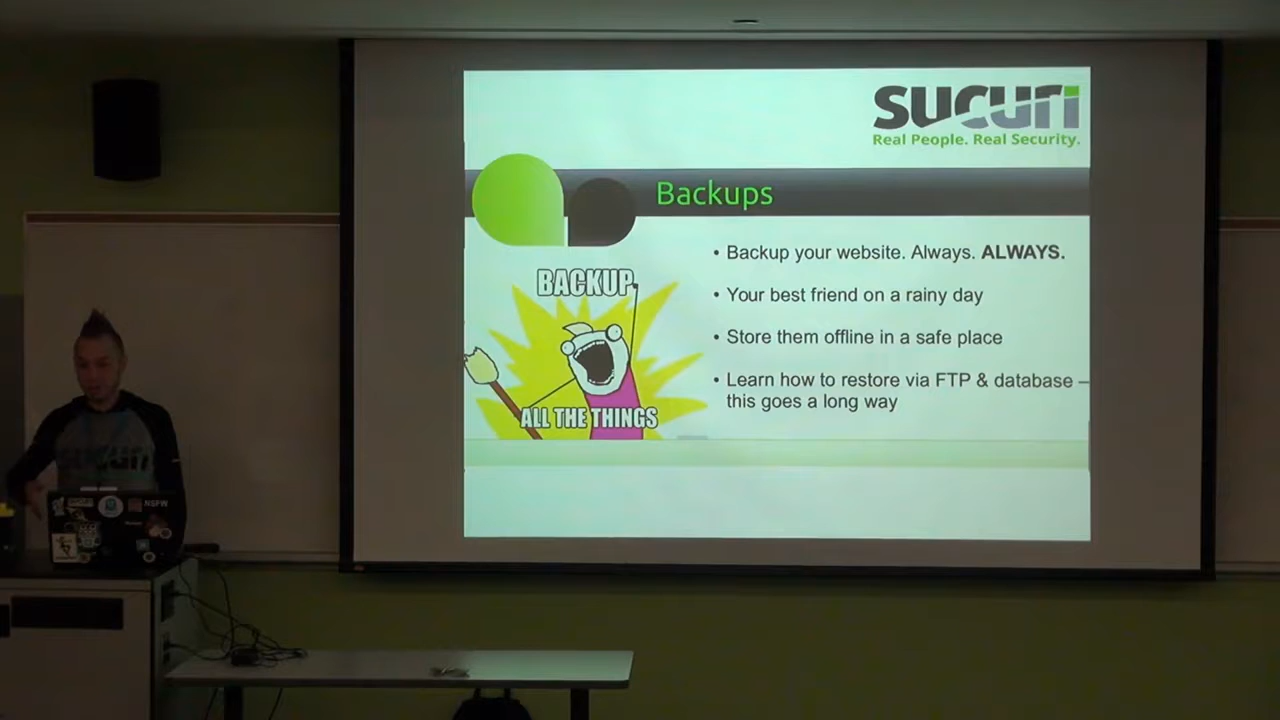 sucuri
Real People. Real Security.
Backups
• Backup your website. Always. ALWAYS.
• Your best friend on a rainy day
• Store them offline in a safe place
• Learn how to restore via FTP & database –
this goes a long way
BACKUP
ALL THE THINGS
sucuri
NSFW